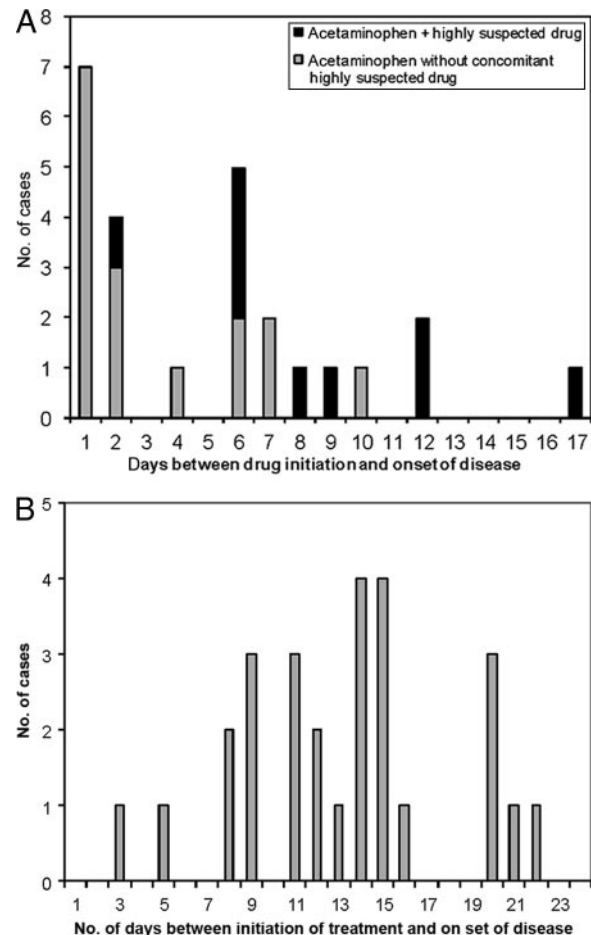 A
8
7
6
5
4
3
2
1
0
No. of cases
Acetaminophen + highly suspected drug
Acetaminophen without concomitant
highly suspected drug
1 2 3 4 5 6 7 8 9 10 11 12 13 14 15 16 17
Days between drug initiation and onset of disease
B
5
4
3
2
1
0
No. of cases
1 3 5 7 9 11 13 15 17 19 21 23
No. of days between initiation of treatment and on set of disease